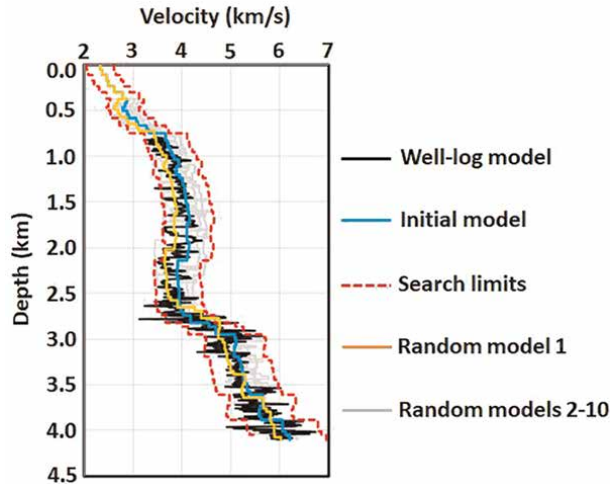 Velocity (km/s)
2 3 4 5 6 7
0.0
0.5
1.0
1.5
2.0
2.5
3.0
3.5
4.0
4.5
Depth (km)
Well-log model
Initial model
Search limits
Random model 1
Random models 2-10